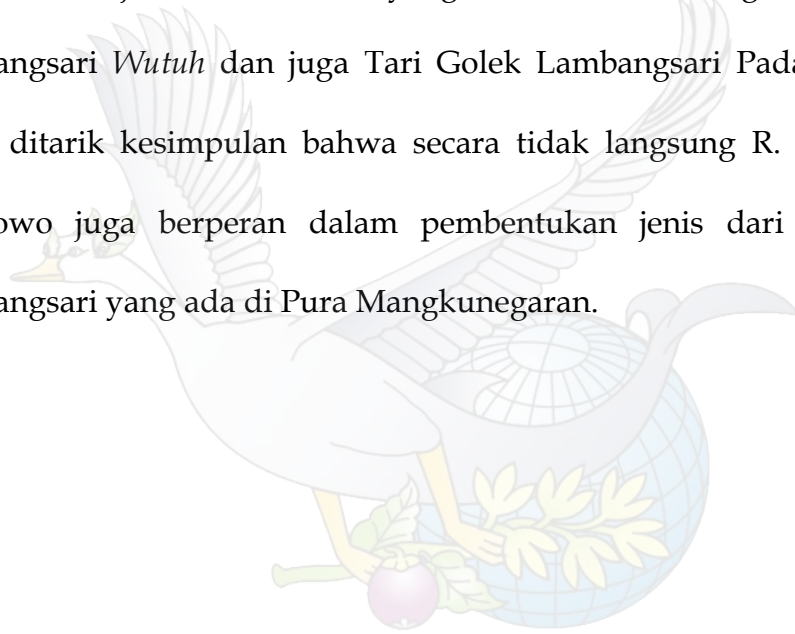 angsari Wutuh dan juga Tari Golek Lambangsari Pada
ditarik kesimpulan bahwa secara tidak langsung R.
owo juga berperan dalam pembentukan jenis dari
angsari yang ada di Pura Mangkunegaran.